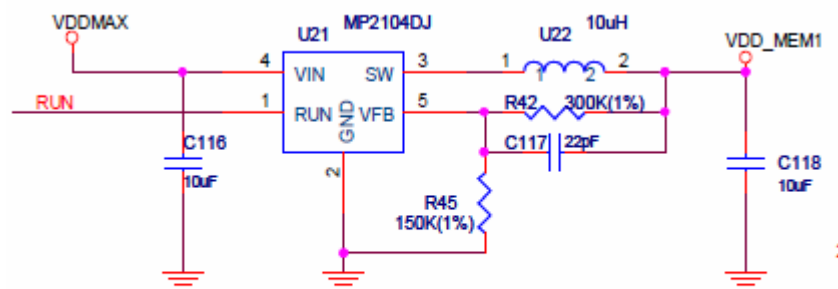 VDDMAX
U21 MP2104DJ
U22 10uH
VDD_MEM1
4 VIN SW 3 1 1 2 2
RUN 1 RUN VFB 5 R42 300K(1%)
GND
C116 C117 22pF
10uF 2 C118
R45 10uF
150K(1%)